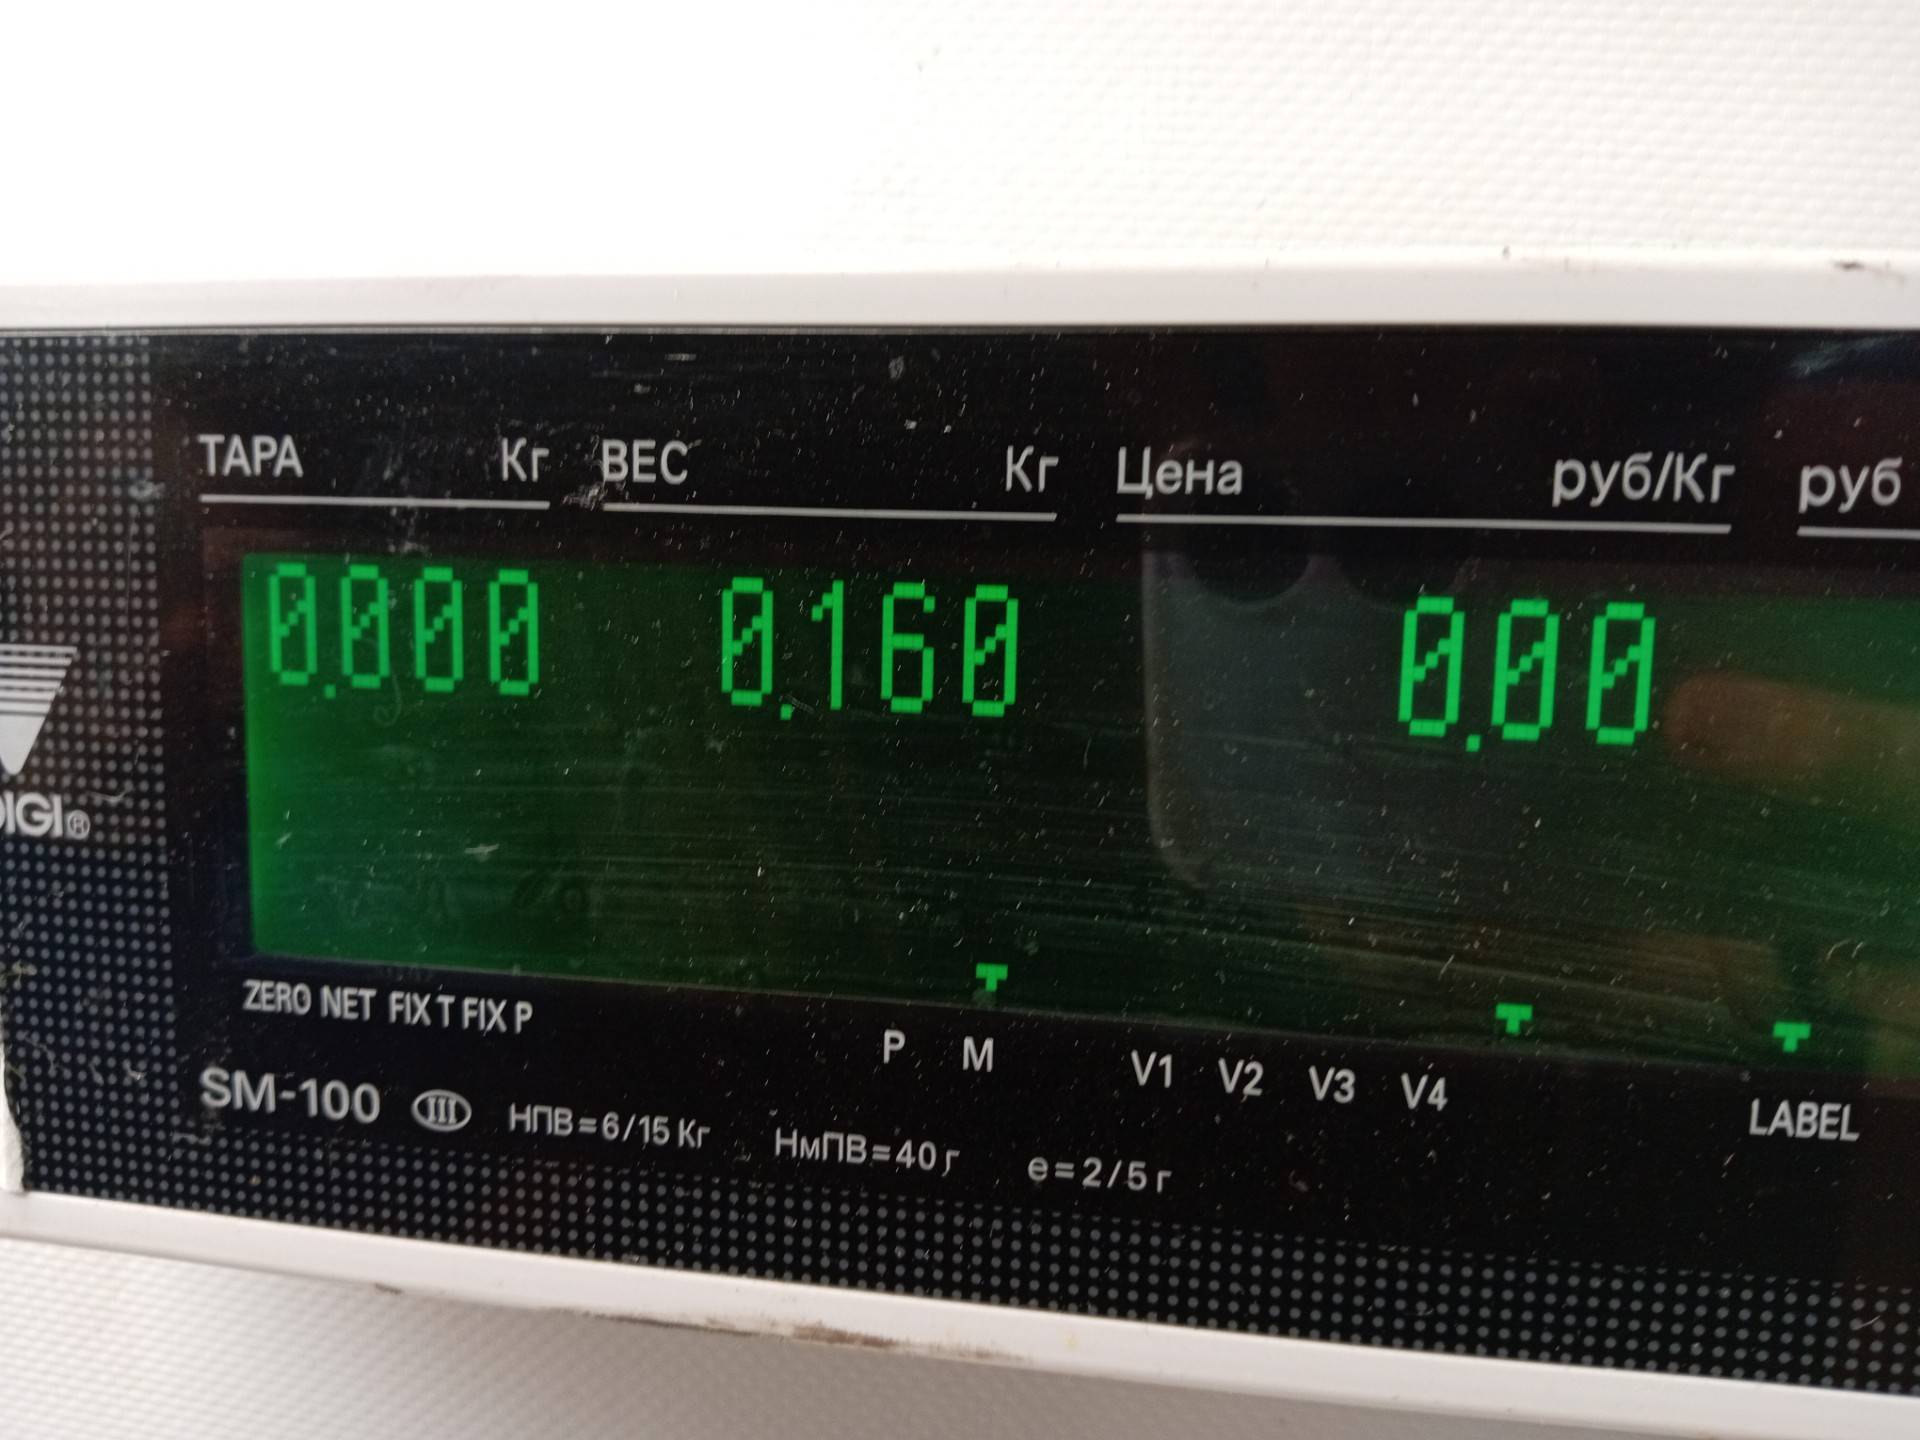 ТАРА Кг ВЕС Кг Цена руб/Кг руб
0.000 0.160 0.00
DIGI®
ZERO NET FIX T FIX P P M V1 V2 V3 V4 LABEL
SM-100 III НПВ=6/15 Кг НмПВ=40 г e=2/5 г